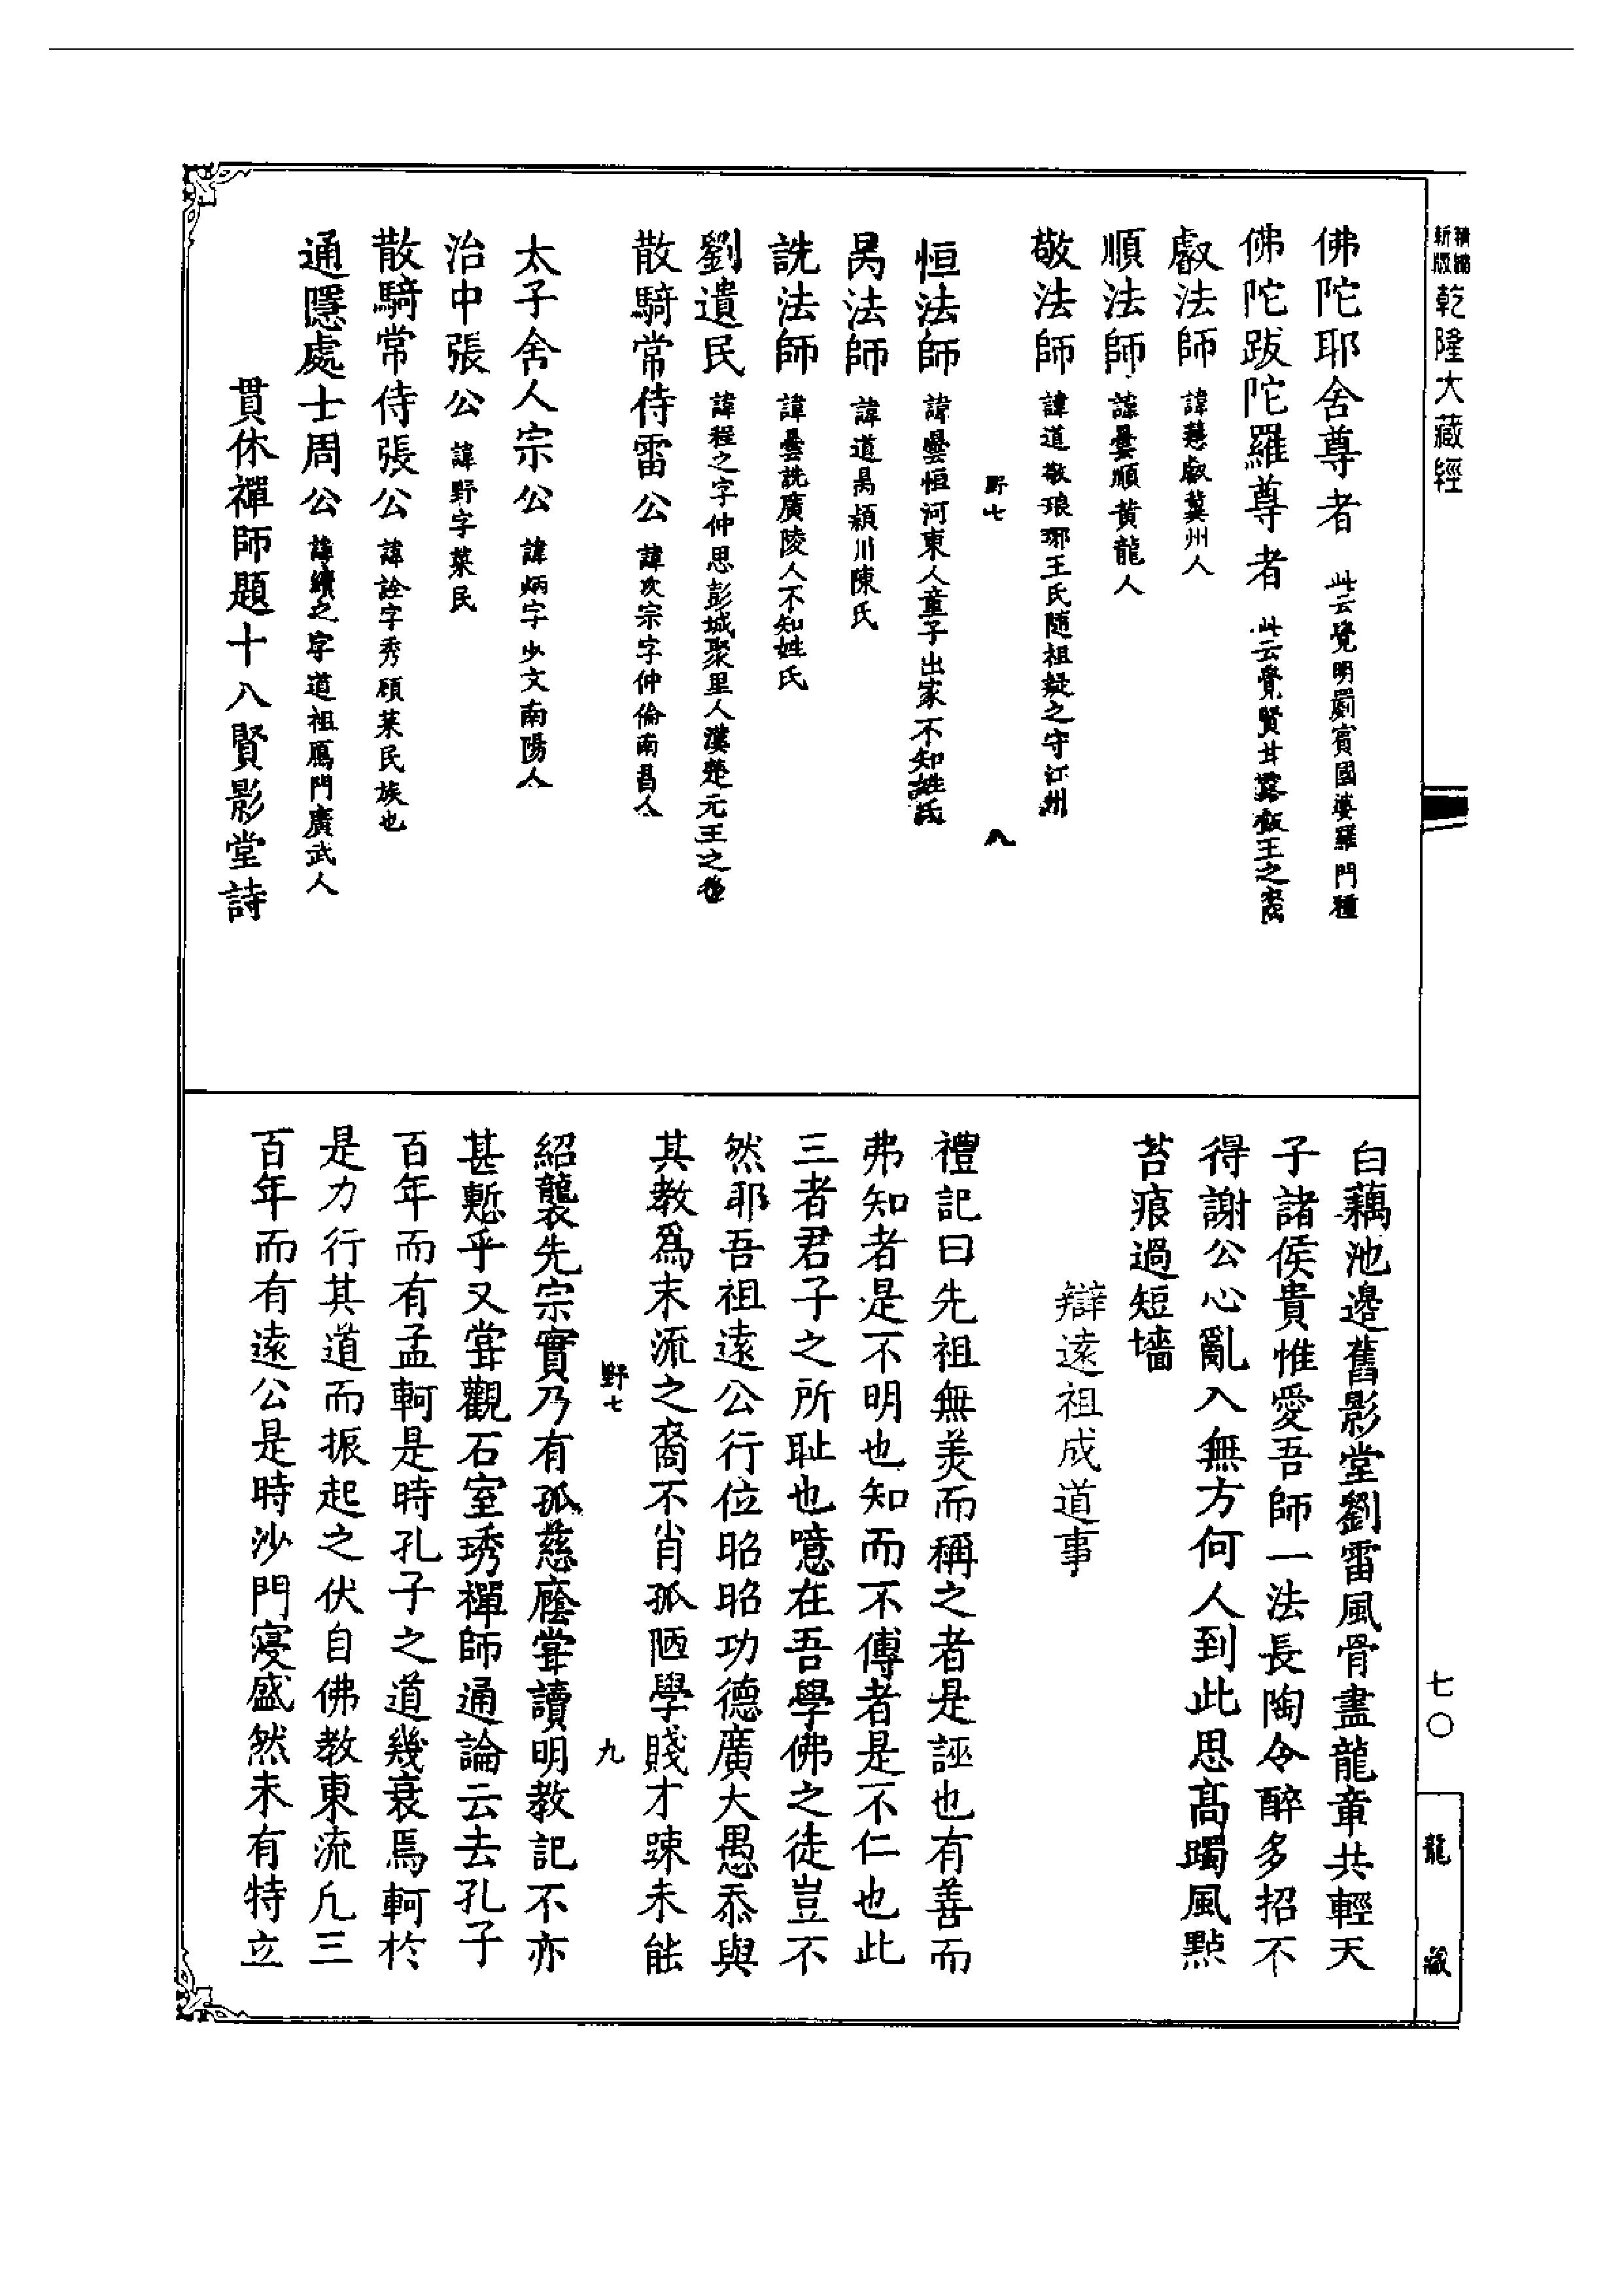 新版精縮乾隆大藏經
佛陀耶舍尊者 此云覺明罽賓國婆羅門種
佛陀跋陀羅尊者 此云覺賢甘露飯王之裔
叡法師 諱慧叡冀州人
順法師 諱曇順黃龍人
敬法師 諱道敬琅琊王氏隨祖凝之守江州
野七 八
恒法師 諱曇恒河東人童子出家不知姓氏
昺法師 諱道昺潁川陳氏
詵法師 諱曇詵廣陵人不知姓氏
劉遺民 諱程之字仲思彭城聚里人漢楚元王之後
散騎常侍雷公 諱次宗字仲倫南昌人
太子舍人宗公 諱炳字少文南陽人
治中張公 諱野字萊民
散騎常侍張公 諱詮字秀碩萊民族也
通隱處士周公 諱續之字道祖鴈門廣武人
貫休禪師題十八賢影堂詩
白藕池邊舊影堂劉雷風骨盡龍章共輕天
子諸侯貴惟愛吾師一法長陶令醉多招不
得謝公心亂入無方何人到此思高躅風點
苔痕過短墻
辯遠祖成道事
禮記曰先祖無美而稱之者是誣也有善而
弗知者是不明也知而不傳者是不仁也此
三者君子之所耻也噫在吾學佛之徒豈不
然耶吾祖遠公行位昭昭功德廣大愚忝與
其教爲末流之裔不肖孤陋學賤才踈未能
野七 九
紹襲先宗實乃有孤慈廕甞讀明教記不亦
甚慙乎又甞觀石室琇禪師通論云去孔子
百年而有孟軻是時孔子之道幾衰焉軻於
是力行其道而振起之伏自佛教東流凢三
百年而有遠公是時沙門寖盛然未有特立
七〇
龍藏